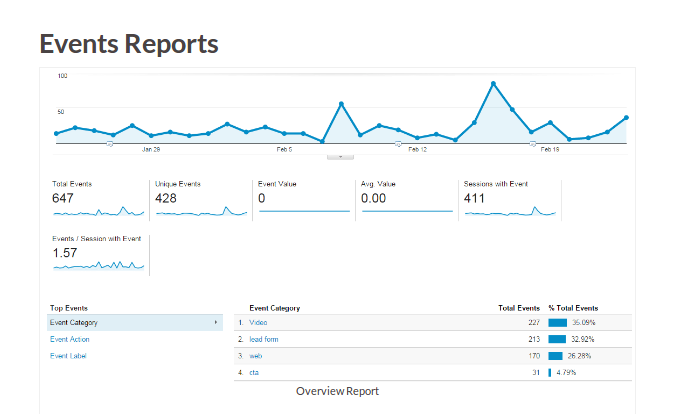 Events Reports
100
50
Jan 29 Feb 5 Feb 12 Feb 19
Total Events Unique Events Event Value Avg. Value Sessions with Event
647 428 0 0.00 411
Events / Session with Event
1.57
Top Events Event Category Total Events % Total Events
Event Category 1. Video 227 35.09%
Event Action 2. lead form 213 32.92%
Event Label 3. web 170 26.28%
4. cta 31 4.79%
Overview Report